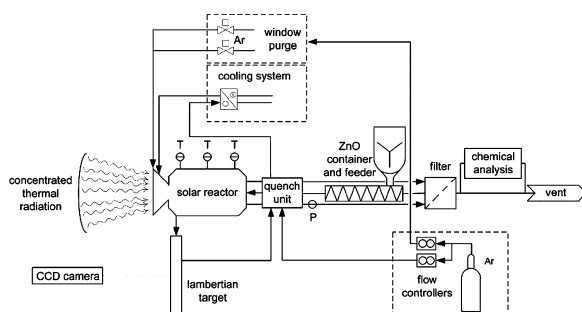 Ar
window
purge
cooling system
T T T
ZnO
container
and feeder
filter
chemical
analysis
concentrated
thermal
radiation
solar reactor
quench
unit
vent
P
CCD camera
lambertian
target
Ar
flow
controllers